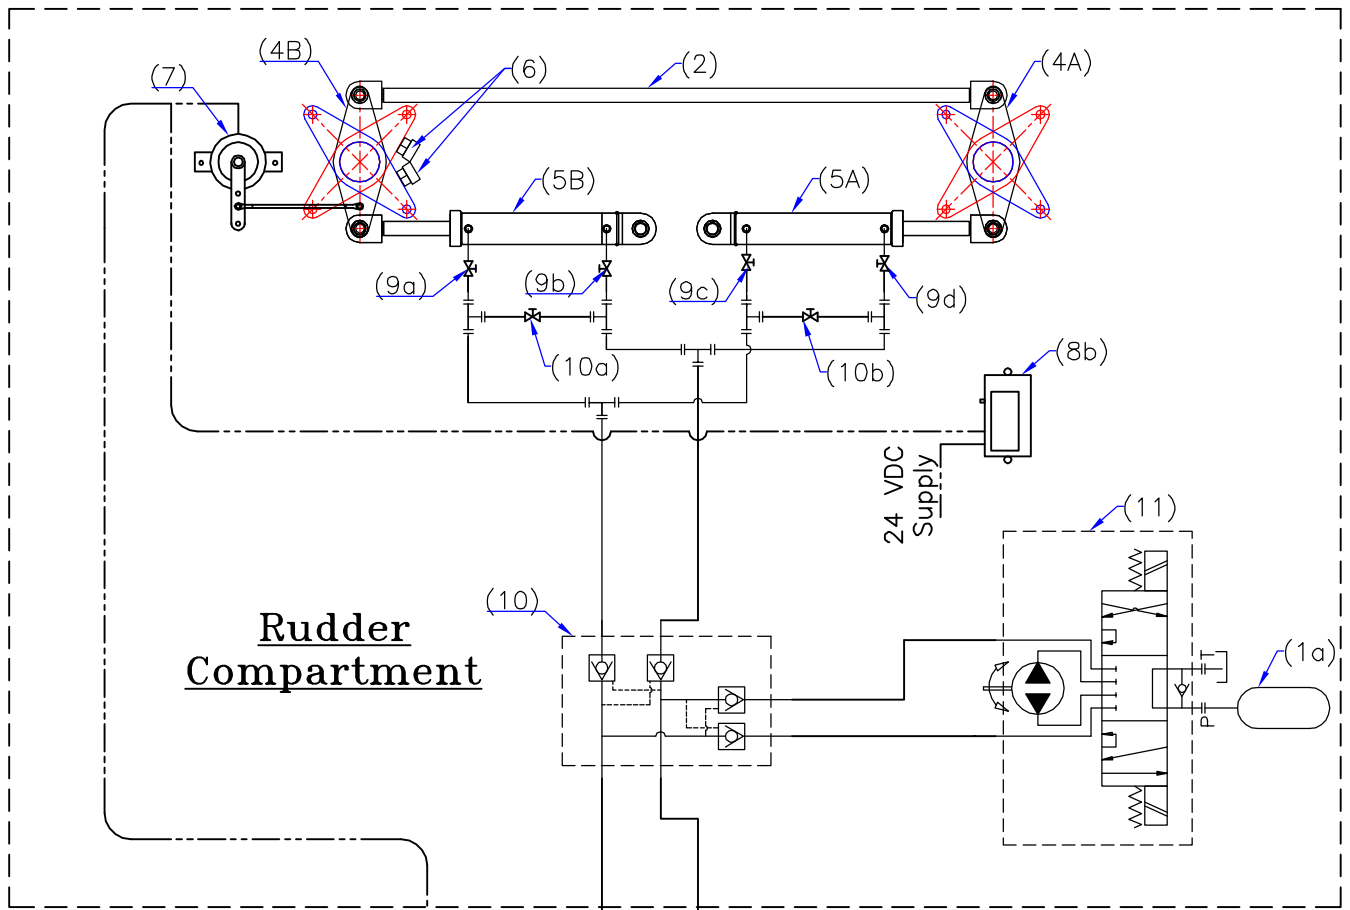 (4B)
(7)
(6)
(2)
(4A)
(5B)
(5A)
(9a)
(9b)
(9c)
(9d)
(10a)
(10b)
(8b)
24 VDC
Supply
(11)
(10)
Rudder
Compartment
T
(1a)
P